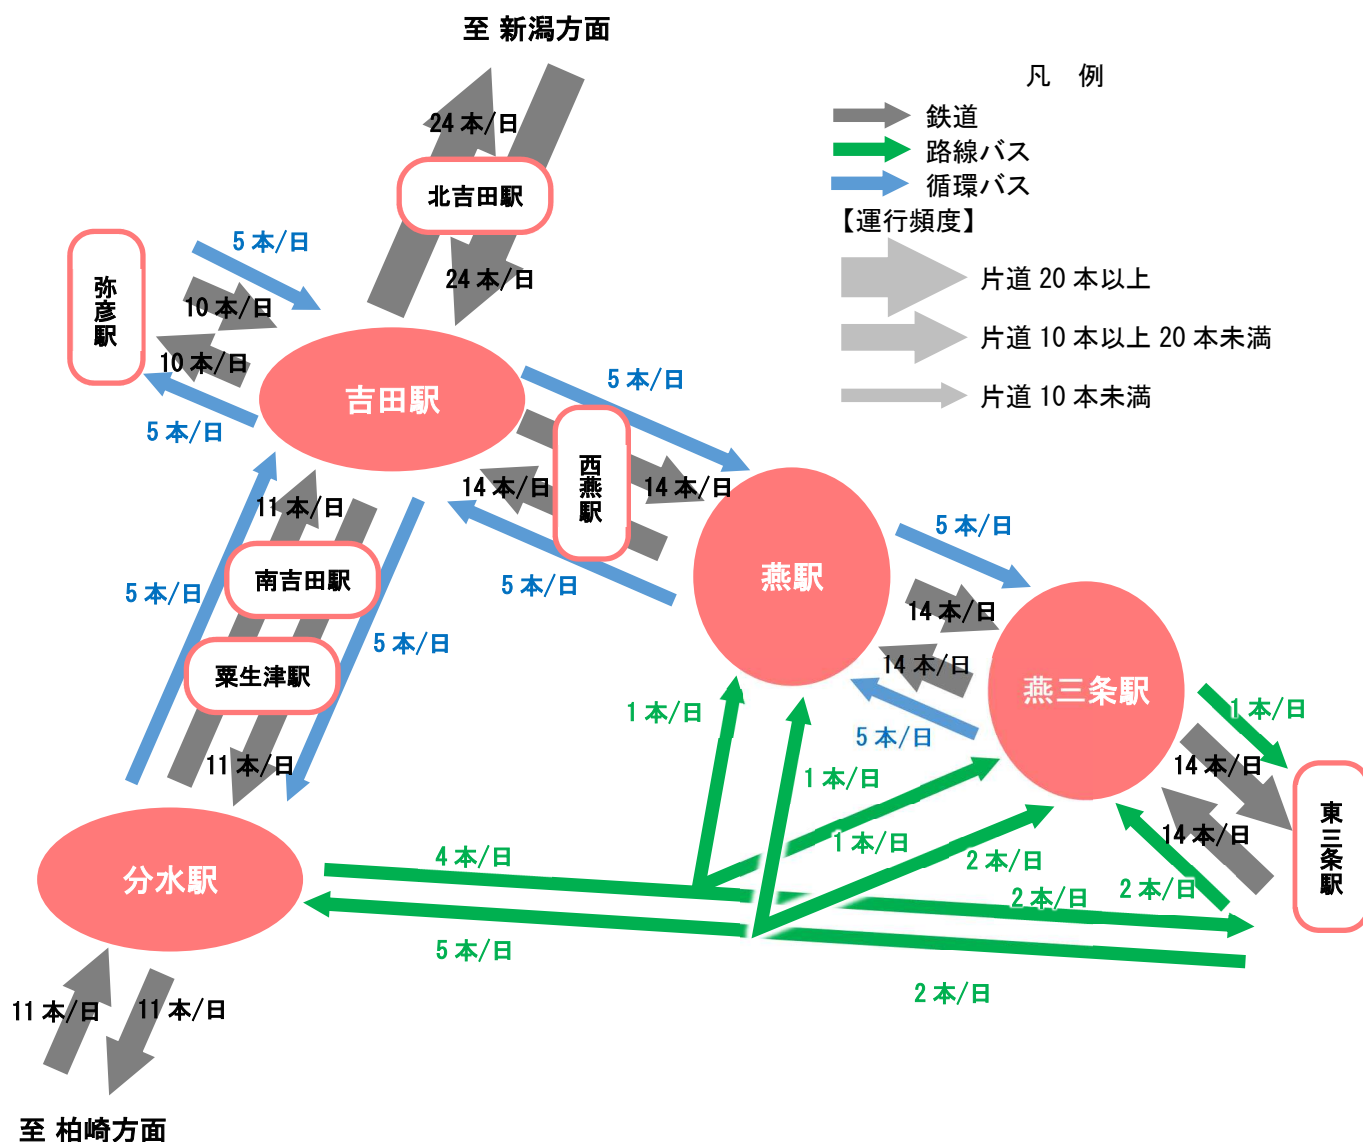 至 新潟方面
凡 例
鉄道
路線バス
循環バス
【運行頻度】
片道 20 本以上
片道 10 本以上 20 本未満
片道 10 本未満
24 本/日
北吉田駅
24 本/日
5 本/日
弥彦駅
10 本/日
10 本/日
5 本/日
吉田駅
5 本/日
西燕駅
14 本/日
14 本/日
5 本/日
11 本/日
南吉田駅
5 本/日
粟生津駅
5 本/日
11 本/日
燕駅
5 本/日
14 本/日
14 本/日
5 本/日
燕三条駅
1 本/日
14 本/日
14 本/日
東三条駅
1 本/日
1 本/日
1 本/日
2 本/日
2 本/日
2 本/日
分水駅
4 本/日
5 本/日
2 本/日
11 本/日
11 本/日
至 柏崎方面